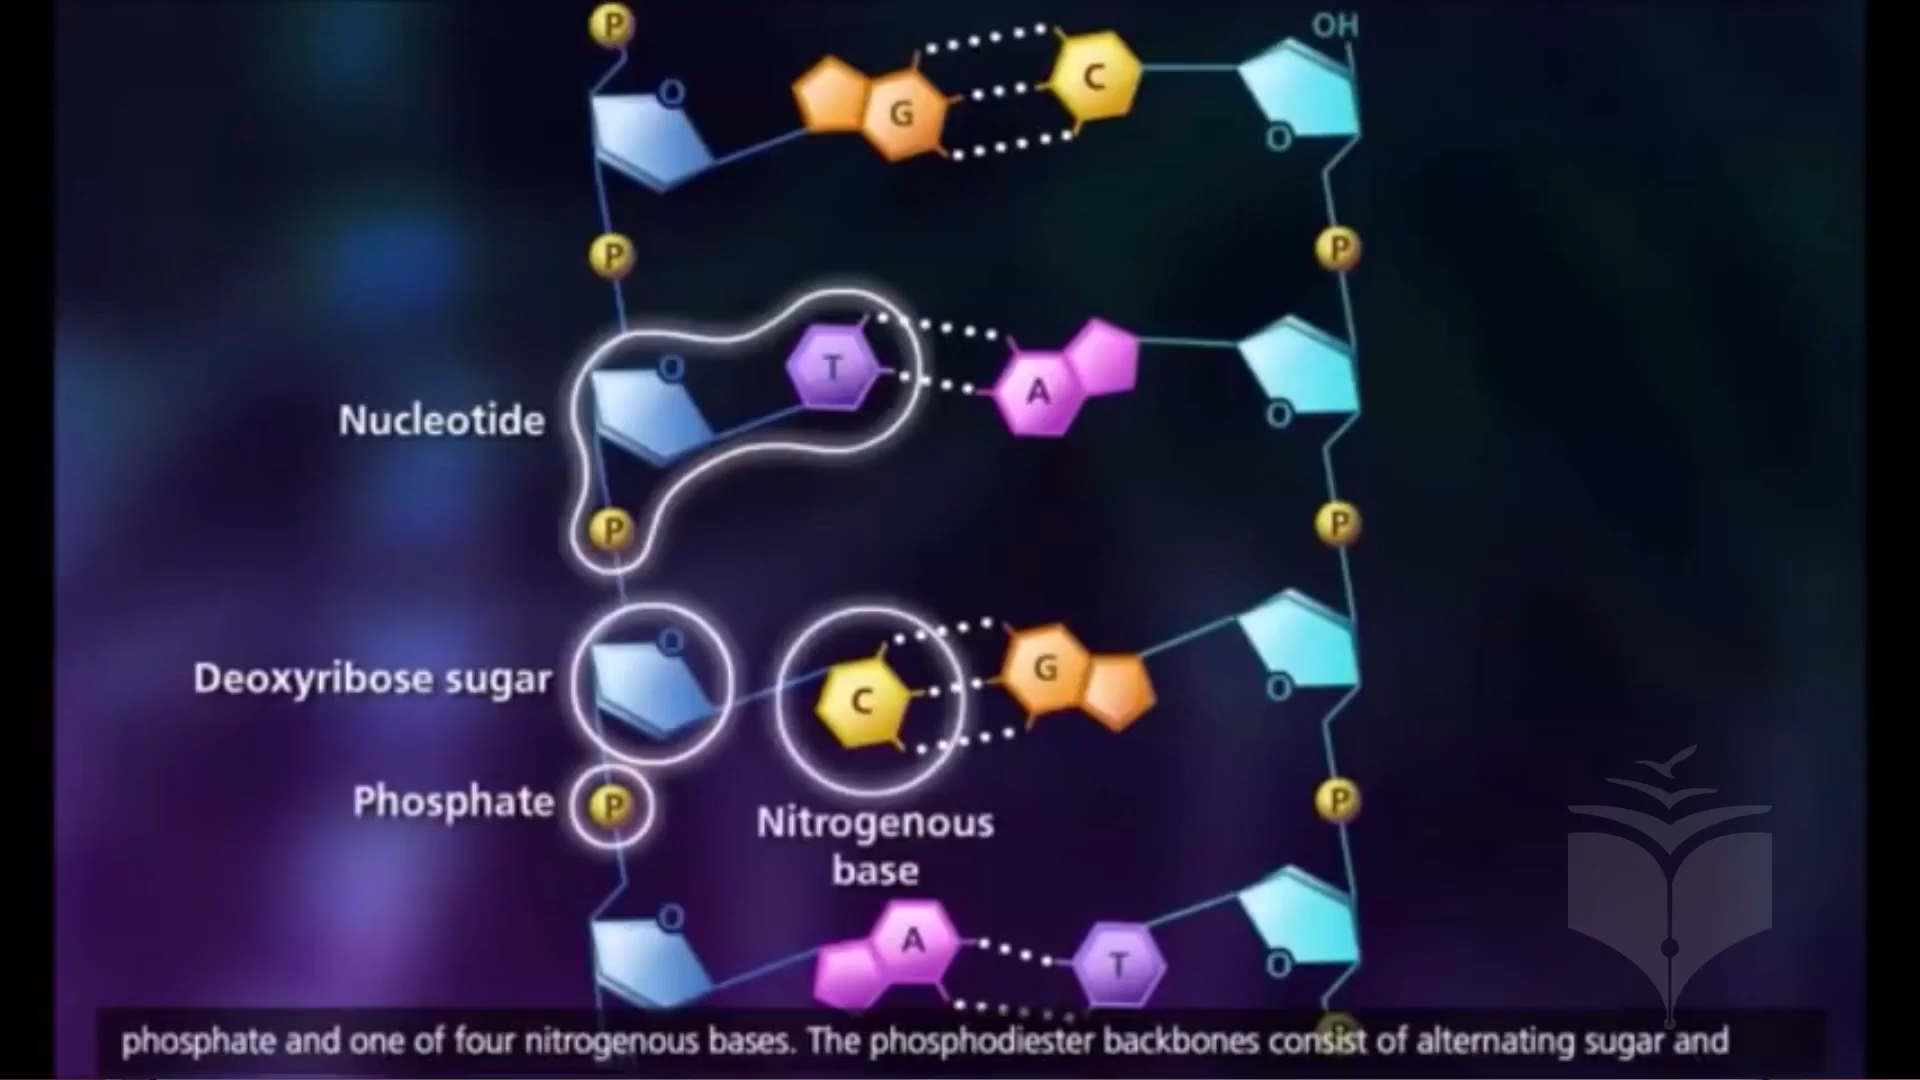 P
OH
O
G
C
O
P
P
O
T
A
O
Nucleotide
P
P
O
C
G
O
Deoxyribose sugar
Phosphate
P
P
Nitrogenous
base
O
A
T
O
phosphate and one of four nitrogenous bases. The phosphodiester backbones consist of alternating sugar and